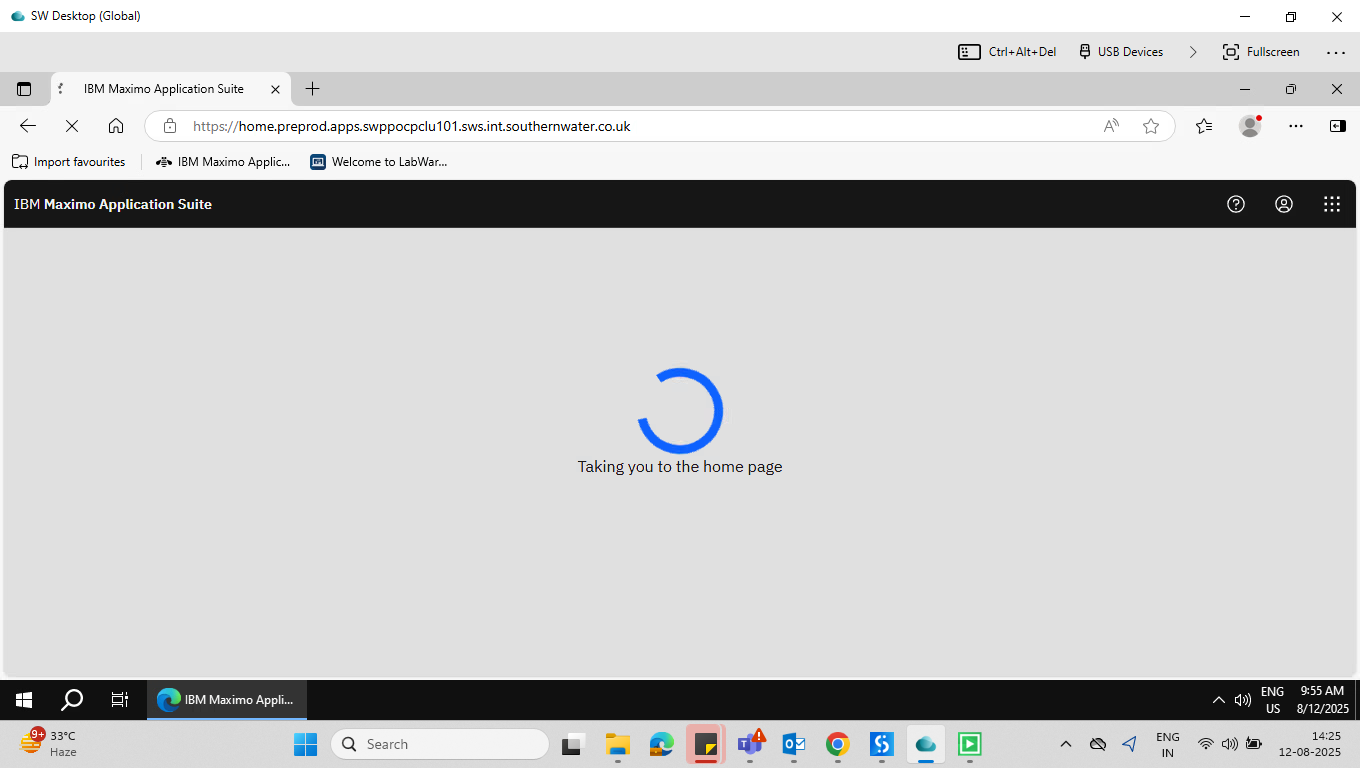 SW Desktop (Global)
Ctrl+Alt+Del
USB Devices
Fullscreen
IBM Maximo Application Suite
https://home.preprod.apps.swppocpclu101.sws.int.southernwater.co.uk
Import favourites
IBM Maximo Applic...
Welcome to LabWar...
IBM Maximo Application Suite
Taking you to the home page
IBM Maximo Appli...
ENG
US
9:55 AM
8/12/2025
9+
33°C
Haze
Search
ENG
IN
14:25
12-08-2025